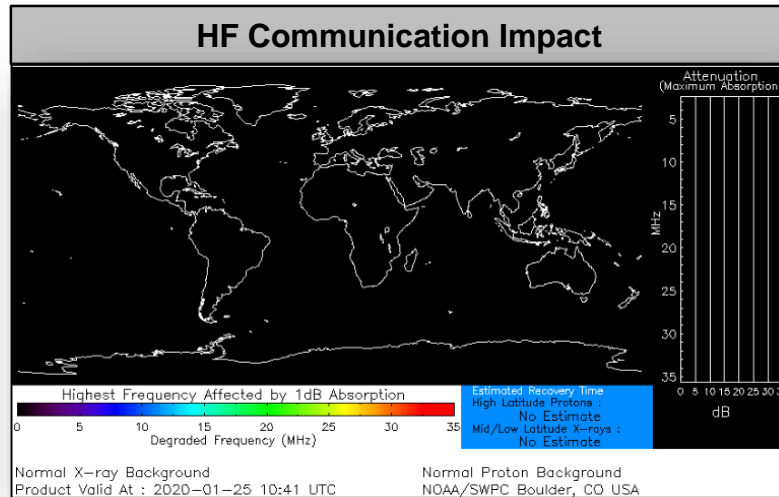 HF Communication Impact
Attenuation
(Maximum Absorption
5
10
15
20
25
30
35
MHz
0 5 10 15 20 25 30
dB
Highest Frequency Affected by 1dB Absorption
0 5 10 15 20 25 30 35
Degraded Frequency (MHz)
Estimated Recovery Time
High Latitude Protons :
No Estimate
Mid/Low Latitude X-rays :
No Estimate
Normal X-ray Background
Product Valid At : 2020-01-25 10:41 UTC
Normal Proton Background
NOAA/SWPC Boulder, CO USA